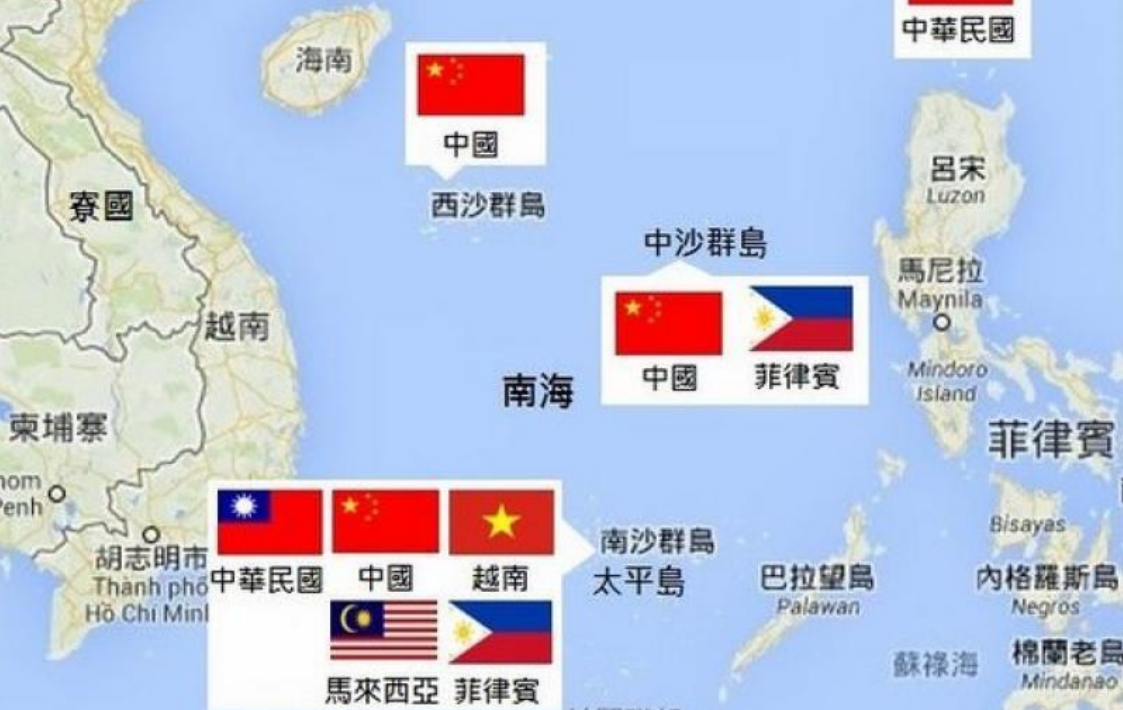 中華民國
海南
中國
西沙群島
寮國
呂宋
Luzon
中沙群島
馬尼拉
Maynila
越南
中國
菲律賓
南海
Mindoro
Island
柬埔寨
菲律賓
Penh
Bisayas
胡志明市
Thành phố
中華民國
中國
越南
南沙群島
太平島
巴拉望島
Palawan
內格羅斯島
Negros
馬來西亞
菲律賓
蘇祿海
棉蘭老島
Mindanao